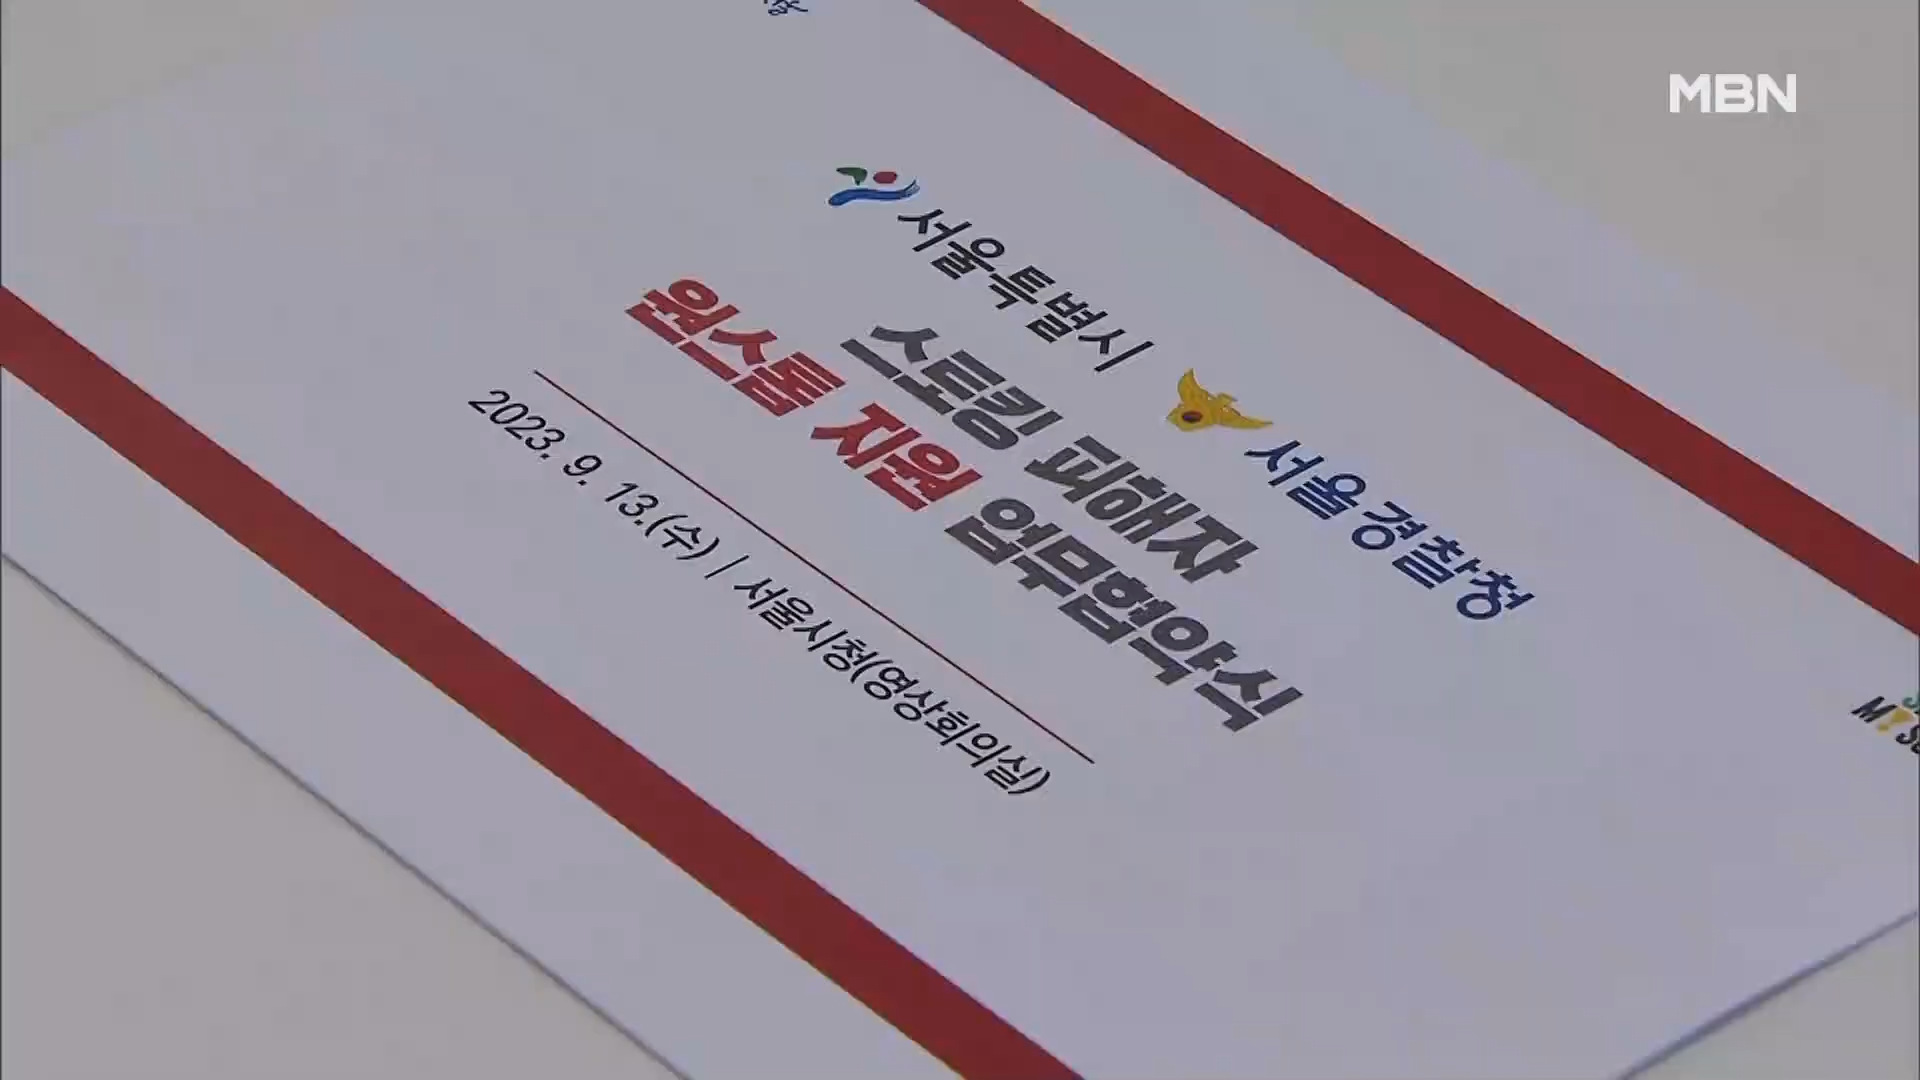 MBN
서울특별시 서울경찰청
스토킹 피해자
원스톱 지원 업무협약식
2023. 9. 13.(수) | 서울시청(영상회의실)